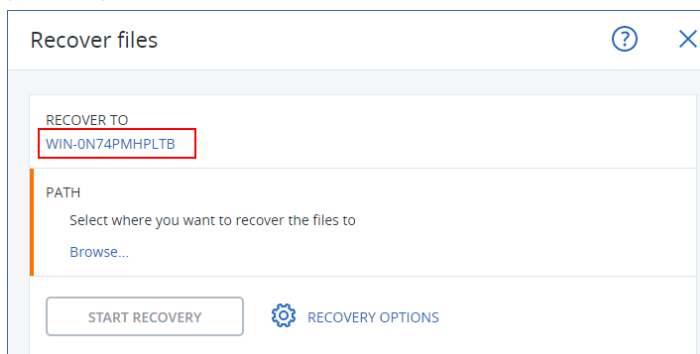 Recover files
?
RECOVER TO
WIN-0N74PMHPLTB
PATH
Select where you want to recover the files to
Browse...
START RECOVERY
RECOVERY OPTIONS